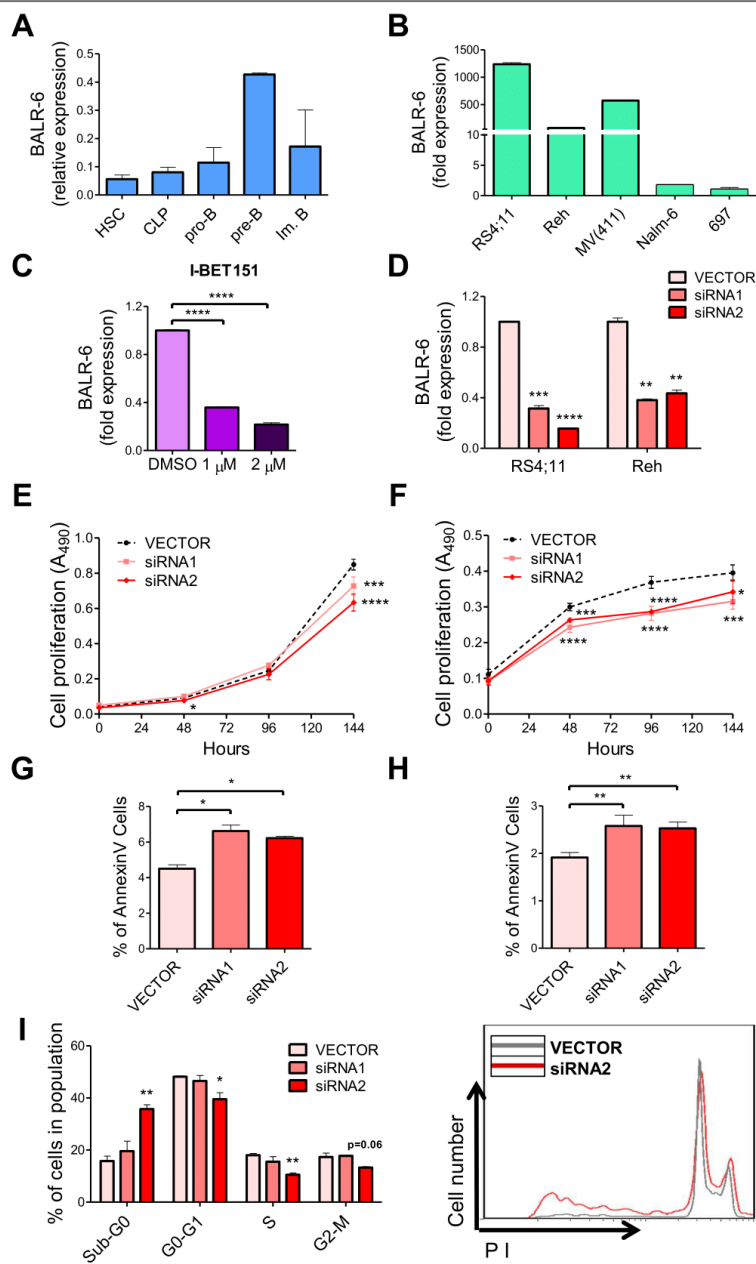 A
BALR-6
(relative expression)
0.5
0.4
0.3
0.2
0.1
0.0
HSC
CLP
pro-B
pre-B
Im. B
B
BALR-6
(fold expression)
1500
1000
500
10
5
0
RS4;11
Reh
MV(411)
Nalm-6
697
C
I-BET151
BALR-6
(fold expression)
1.2
0.8
0.4
0.0
****
****
DMSO
1 μM
2 μM
D
VECTOR
siRNA1
siRNA2
BALR-6
(fold expression)
1.2
0.8
0.4
0.0
***
****
**
**
RS4;11
Reh
E
Cell proliferation (A490)
1.0
0.8
0.6
0.4
0.2
0.0
VECTOR
siRNA1
siRNA2
***
****
*
0
24
48
72
96
120
144
Hours
F
Cell proliferation (A490)
0.5
0.4
0.3
0.2
0.1
0.0
VECTOR
siRNA1
siRNA2
***
****
****
****
*
***
0
24
48
72
96
120
144
Hours
G
% of AnnexinV Cells
8
6
4
2
0
*
*
VECTOR
siRNA1
siRNA2
H
% of AnnexinV Cells
3
2
1
0
**
**
VECTOR
siRNA1
siRNA2
I
% of cells in population
60
40
20
0
VECTOR
siRNA1
siRNA2
**
*
**
p=0.06
Sub-G0
G0-G1
S
G2-M
VECTOR
siRNA2
Cell number
P I